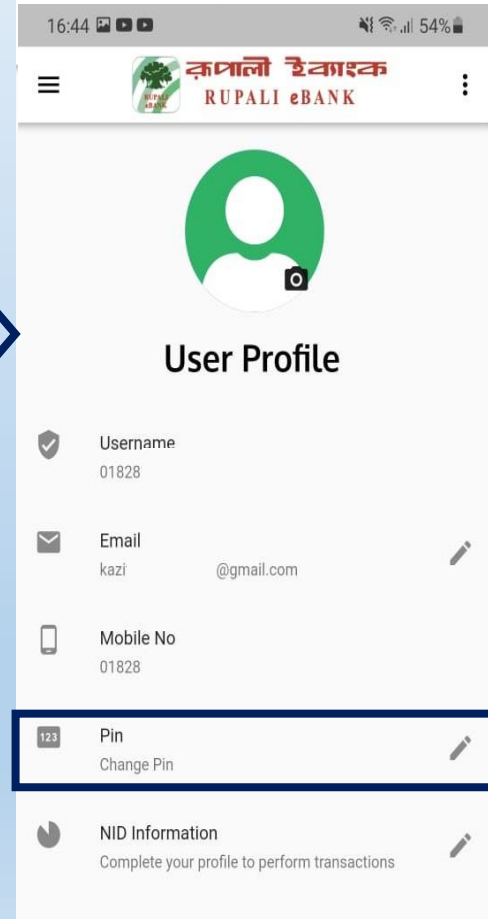 16:44 54%
রূপালী ইব্যাংক
RUPALI eBANK
RUPALI
eBANK
User Profile
Username
01828
Email
kazi @gmail.com
Mobile No
01828
123
Pin
Change Pin
NID Information
Complete your profile to perform transactions